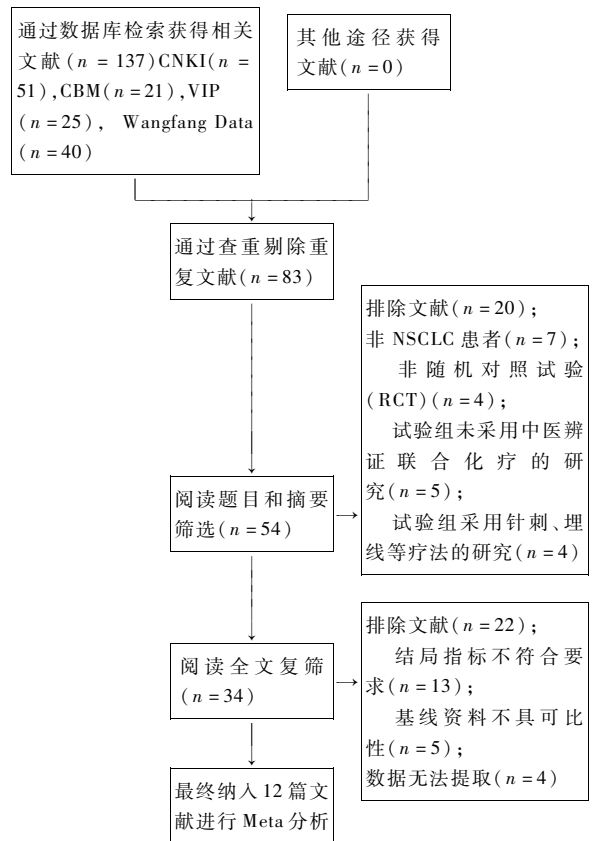 通过数据库检索获得相关
文献(n = 137)CNKI(n =
51),CBM(n=21),VIP
(n=25), Wangfang Data
(n=40)
其他途径获得
文献(n=0)
通过查重剔除重
复文献(n=83)
排除文献(n=20);
非 NSCLC 患者(n=7);
非随机对照试验
(RCT)(n=4);
试验组未采用中医辨
证联合化疗的研
究(n=5);
试验组采用针刺、埋
线等疗法的研究(n=4)
阅读题目和摘要
筛选(n=54)
排除文献(n=22);
结局指标不符合要
求(n=13);
基线资料不具可比
性(n=5);
数据无法提取(n=4)
阅读全文复筛
(n=34)
最终纳入12篇文
献进行 Meta 分析